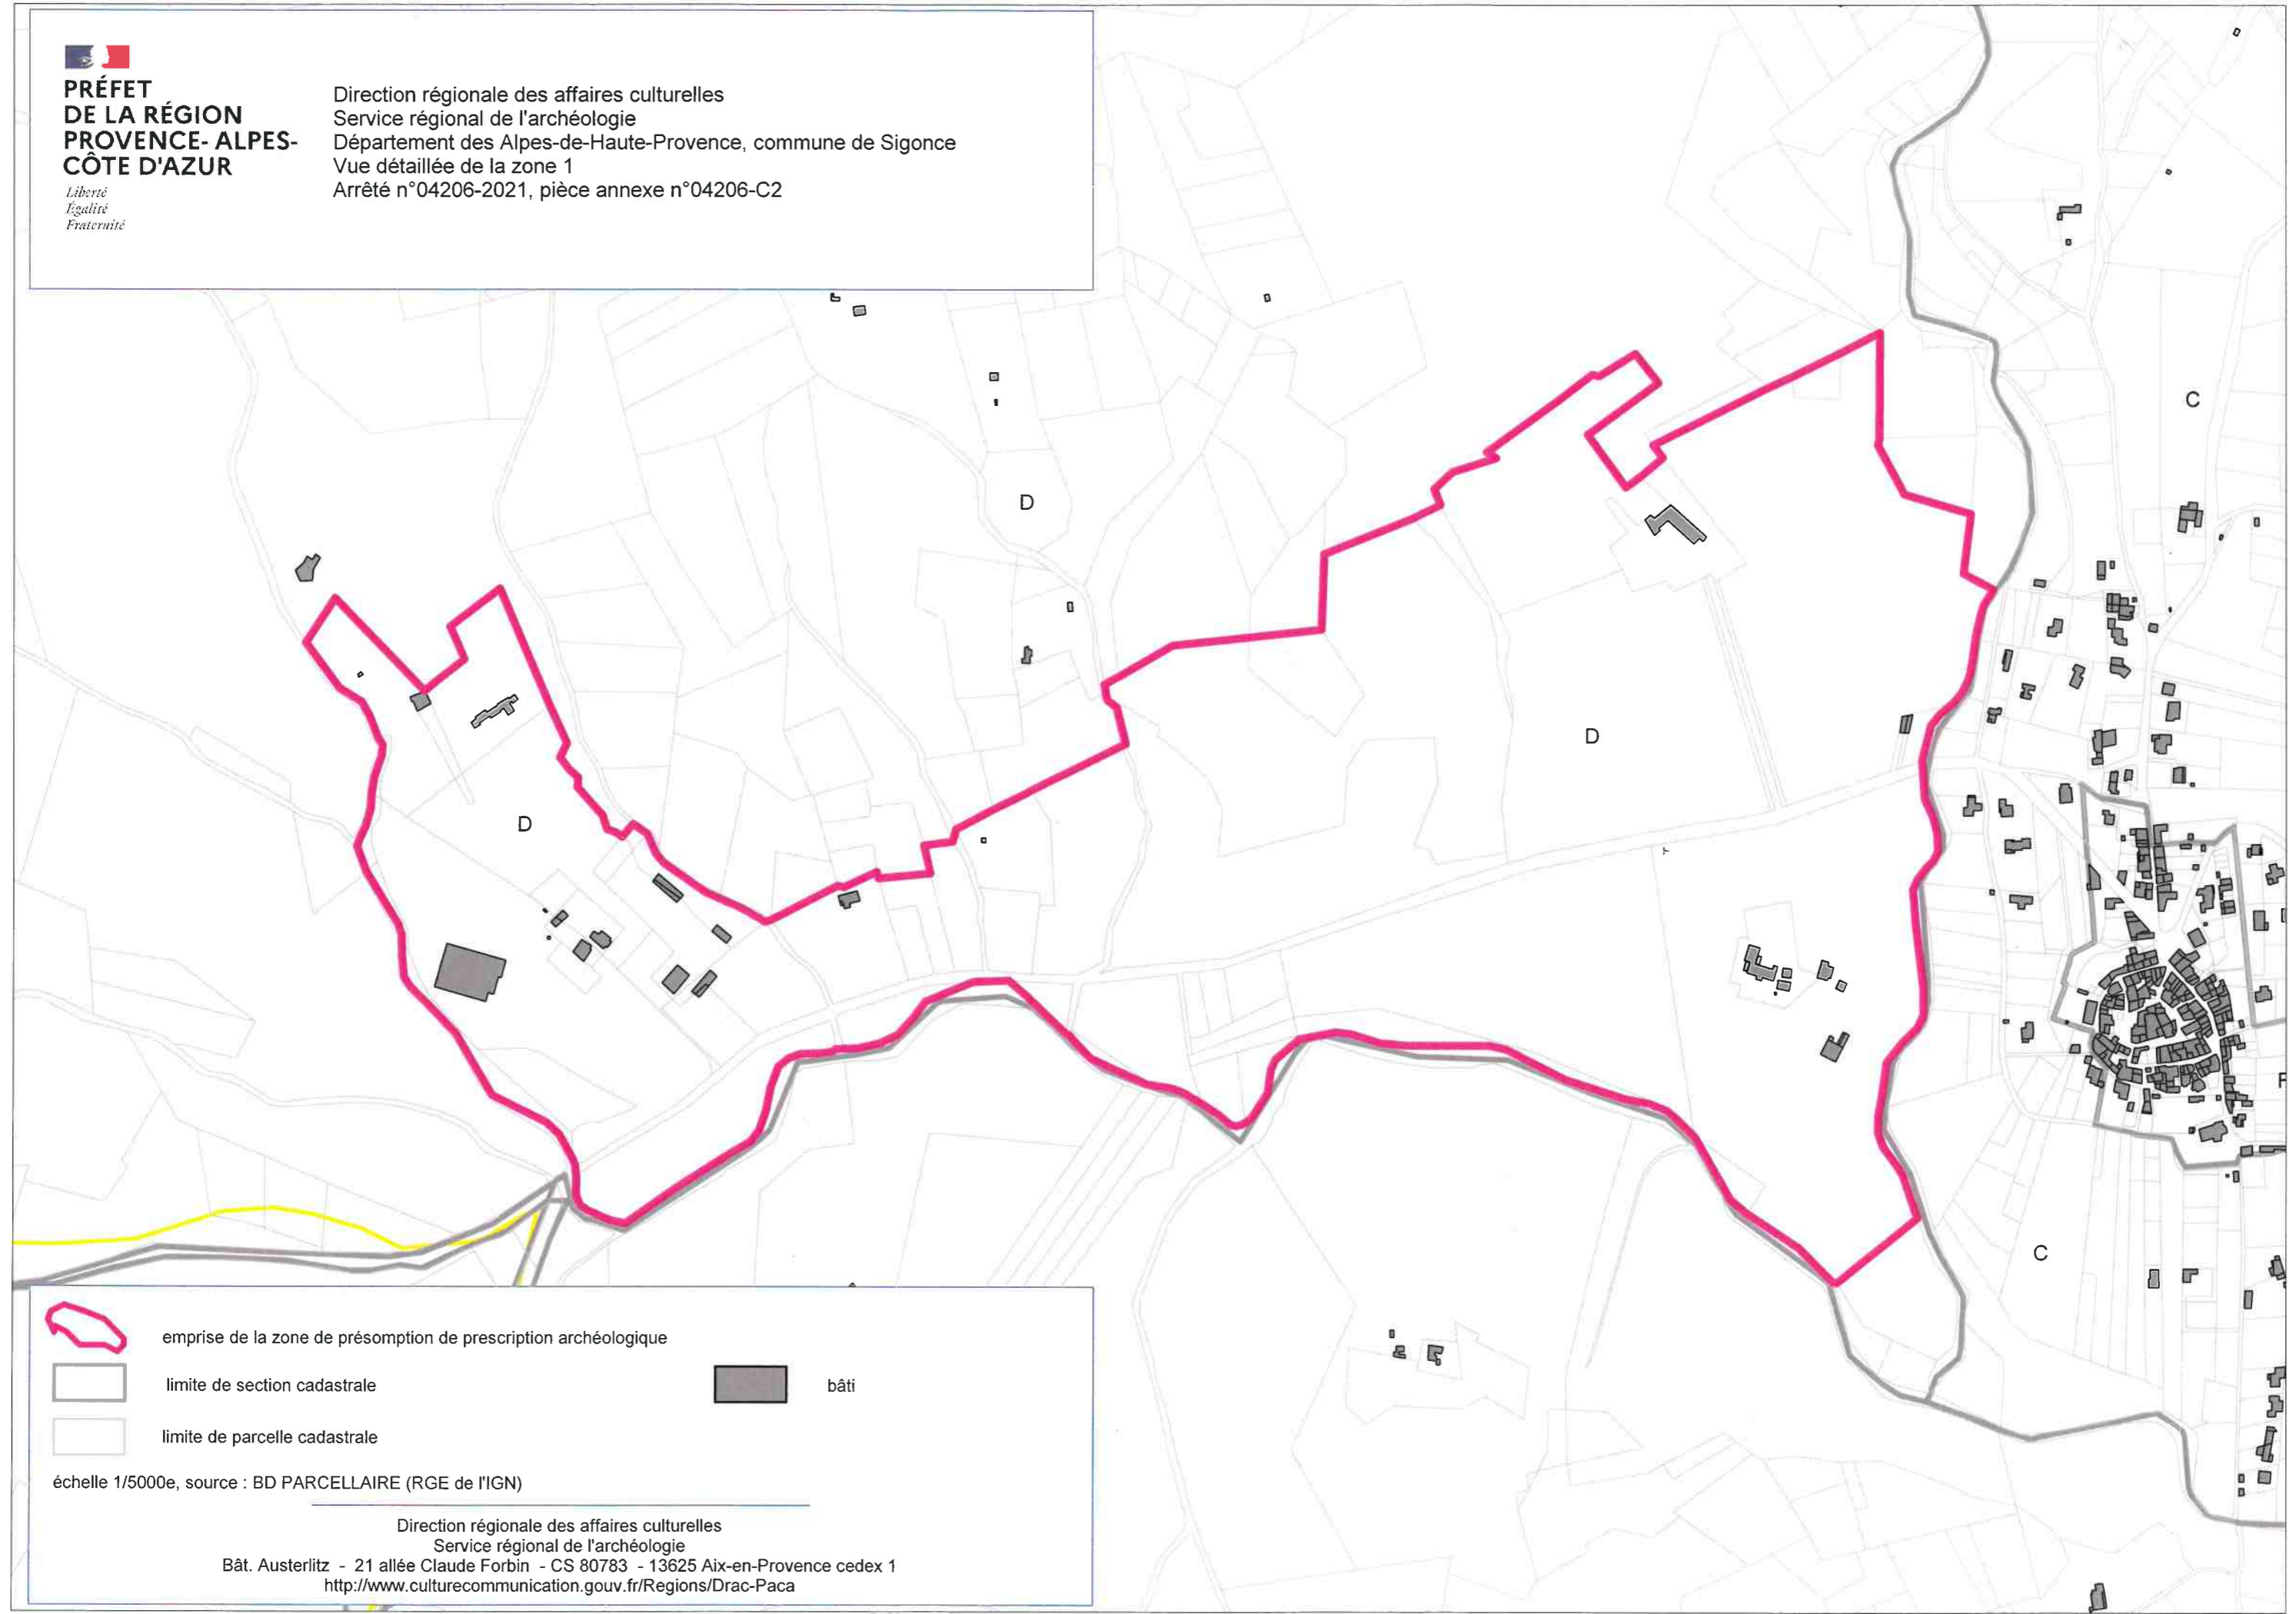 PRÉFET
DE LA RÉGION
PROVENCE- ALPES-
CÔTE D'AZUR
Liberté
Égalité
Fraternité
Direction régionale des affaires culturelles
Service régional de l'archéologie
Département des Alpes-de-Haute-Provence, commune de Sigonce
Vue détaillée de la zone 1
Arrêté n°04206-2021, pièce annexe n°04206-C2
C
D
D
D
F
C
emprise de la zone de présomption de prescription archéologique
limite de section cadastrale
bâti
limite de parcelle cadastrale
échelle 1/5000e, source : BD PARCELLAIRE (RGE de l'IGN)
Direction régionale des affaires culturelles
Service régional de l'archéologie
Bât. Austerlitz - 21 allée Claude Forbin - CS 80783 - 13625 Aix-en-Provence cedex 1
http://www.culturecommunication.gouv.fr/Regions/Drac-Paca